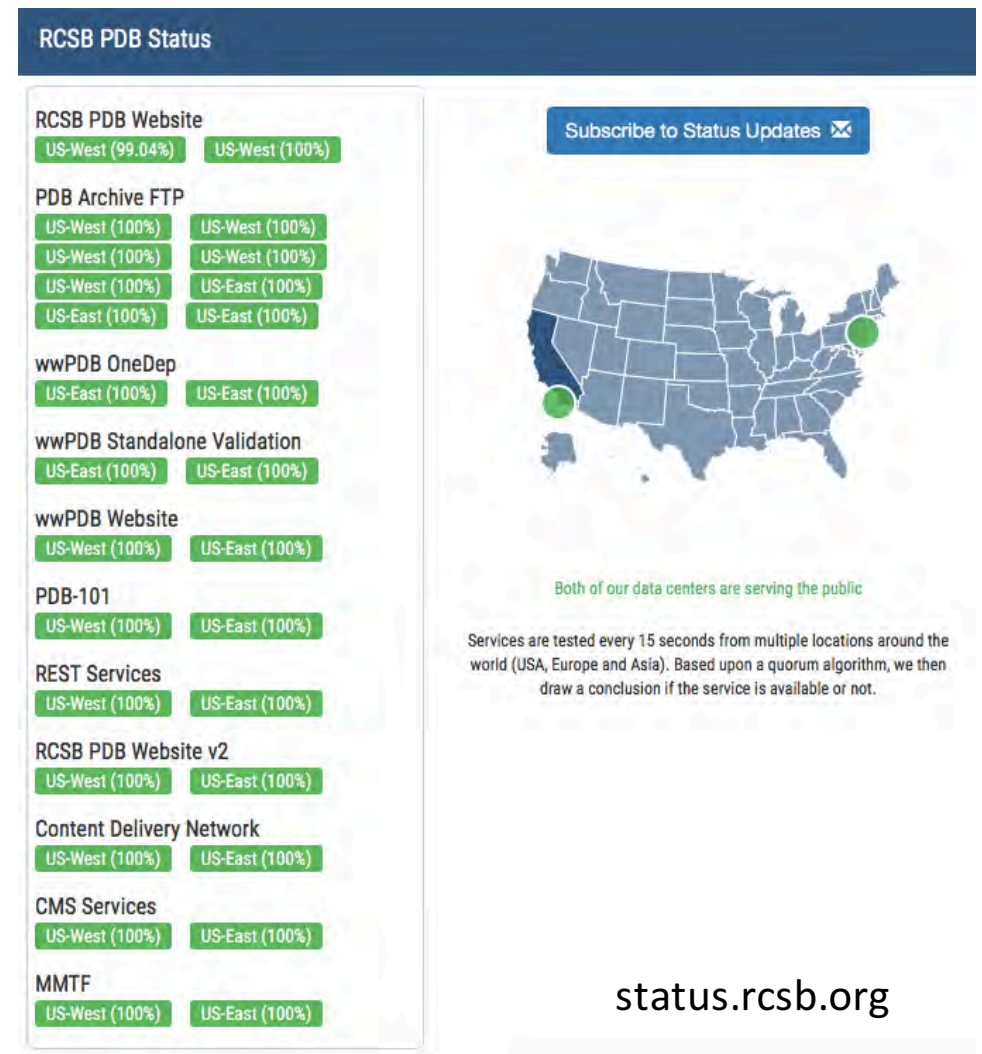 RCSB PDB Status
RCSB PDB Website
US-West (99.04%) US-West (100%)
PDB Archive FTP
US-West (100%) US-West (100%)
US-West (100%) US-West (100%)
US-West (100%) US-East (100%)
US-East (100%) US-East (100%)
wwPDB OneDep
US-East (100%) US-East (100%)
wwPDB Standalone Validation
US-East (100%) US-East (100%)
wwPDB Website
US-West (100%) US-East (100%)
PDB-101
US-West (100%) US-East (100%)
REST Services
US-West (100%) US-East (100%)
RCSB PDB Website v2
US-West (100%) US-East (100%)
Content Delivery Network
US-West (100%) US-East (100%)
CMS Services
US-West (100%) US-East (100%)
MMTF
US-West (100%) US-East (100%)
Subscribe to Status Updates
Both of our data centers are serving the public
Services are tested every 15 seconds from multiple locations around the
world (USA, Europe and Asia). Based upon a quorum algorithm, we then
draw a conclusion if the service is available or not.
status.rcsb.org